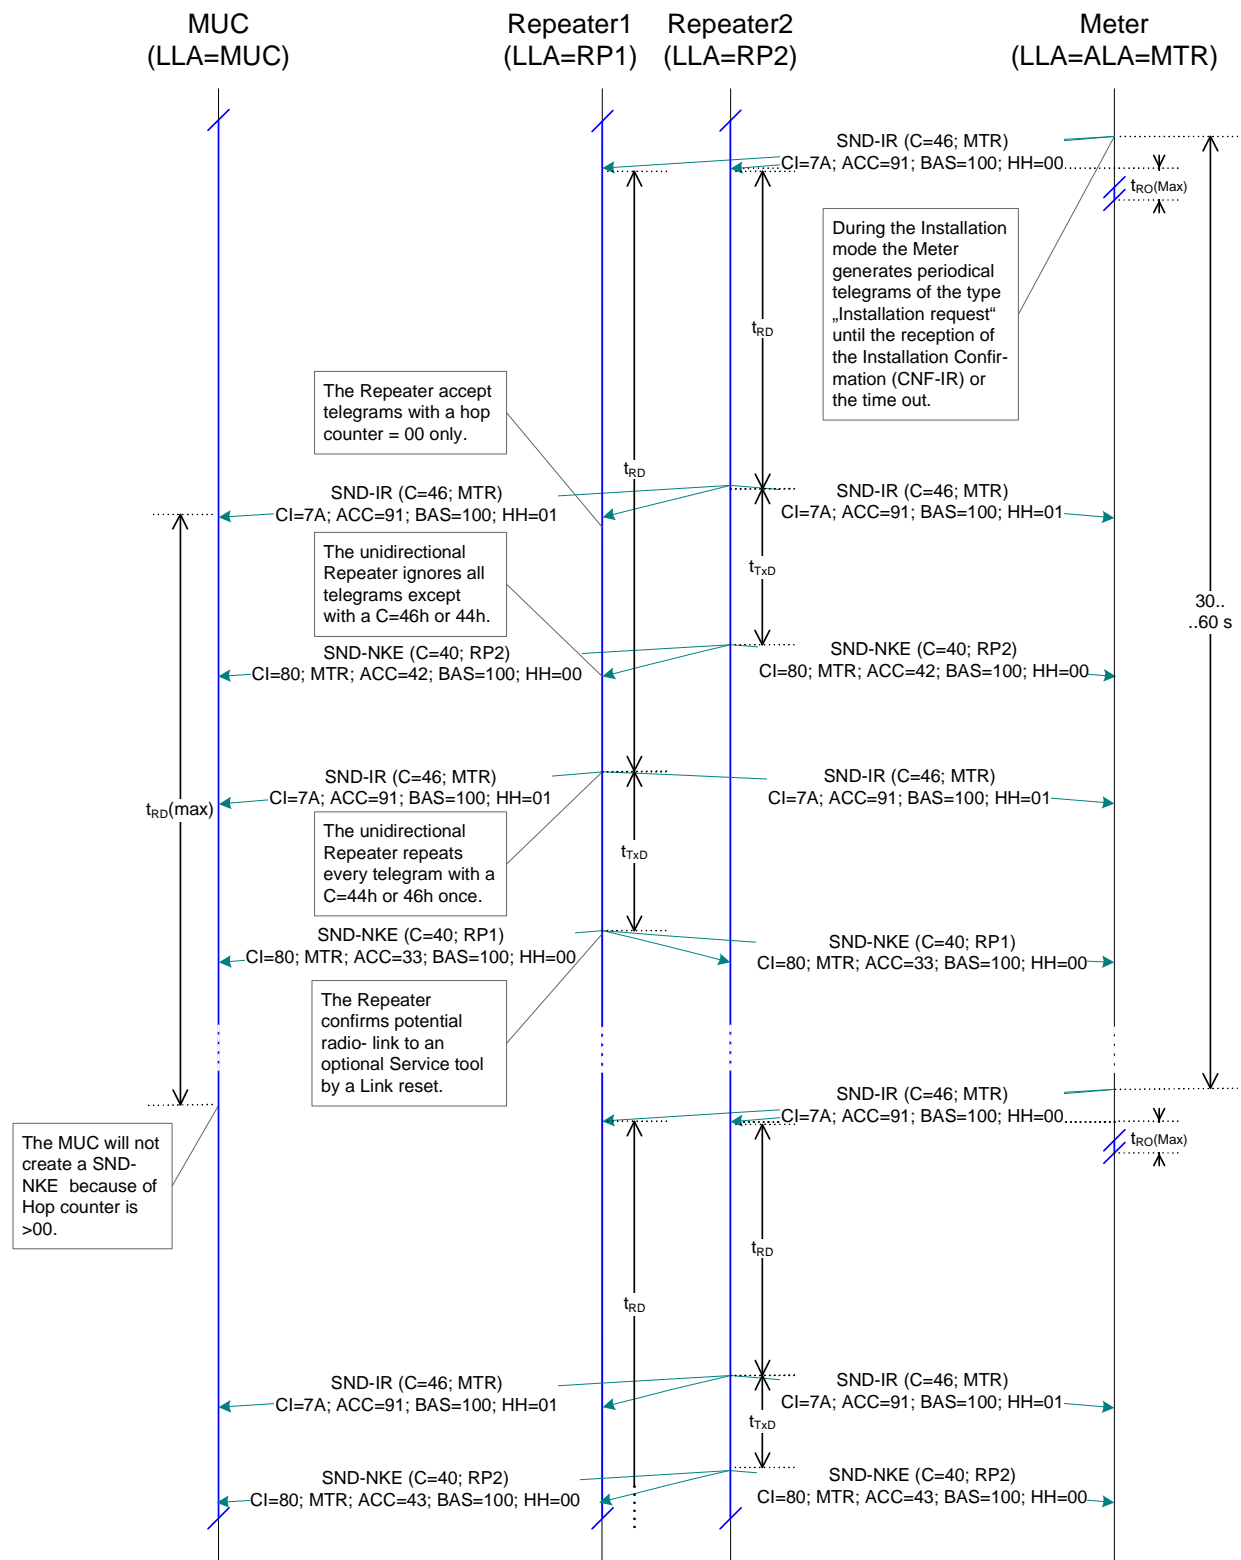 MUC
(LLA=MUC)
Repeater1
(LLA=RP1)
Repeater2
(LLA=RP2)
Meter
(LLA=ALA=MTR)
SND-IR (C=46; MTR)
CI=7A; ACC=91; BAS=100; HH=00
tRO(Max)
During the Installation
mode the Meter
generates periodical
telegrams of the type
„Installation request“
until the reception of
the Installation Confir-
mation (CNF-IR) or
the time out.
tRD
The Repeater accept
telegrams with a hop
counter = 00 only.
tRD
SND-IR (C=46; MTR)
CI=7A; ACC=91; BAS=100; HH=01
SND-IR (C=46; MTR)
CI=7A; ACC=91; BAS=100; HH=01
The unidirectional
Repeater ignores all
telegrams except
with a C=46h or 44h.
tTxD
30..
..60 s
SND-NKE (C=40; RP2)
CI=80; MTR; ACC=42; BAS=100; HH=00
SND-NKE (C=40; RP2)
CI=80; MTR; ACC=42; BAS=100; HH=00
SND-IR (C=46; MTR)
CI=7A; ACC=91; BAS=100; HH=01
SND-IR (C=46; MTR)
CI=7A; ACC=91; BAS=100; HH=01
tRD(max)
The unidirectional
Repeater repeats
every telegram with a
C=44h or 46h once.
tTxD
SND-NKE (C=40; RP1)
CI=80; MTR; ACC=33; BAS=100; HH=00
SND-NKE (C=40; RP1)
CI=80; MTR; ACC=33; BAS=100; HH=00
The Repeater
confirms potential
radio- link to an
optional Service tool
by a Link reset.
SND-IR (C=46; MTR)
CI=7A; ACC=91; BAS=100; HH=00
tRO(Max)
The MUC will not
create a SND-
NKE because of
Hop counter is
>00.
tRD
tRD
SND-IR (C=46; MTR)
CI=7A; ACC=91; BAS=100; HH=01
SND-IR (C=46; MTR)
CI=7A; ACC=91; BAS=100; HH=01
tTxD
SND-NKE (C=40; RP2)
CI=80; MTR; ACC=43; BAS=100; HH=00
SND-NKE (C=40; RP2)
CI=80; MTR; ACC=43; BAS=100; HH=00